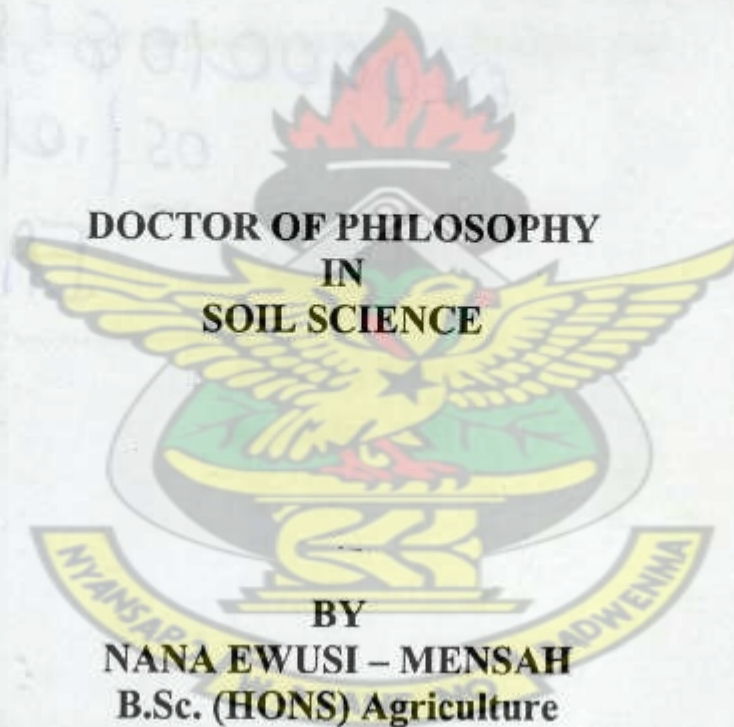 DOCTOR OF PHILOSOPHY
IN
SOIL SCIENCE
BY
NANA EWUSI – MENSAH
B.Sc. (HONS) Agriculture